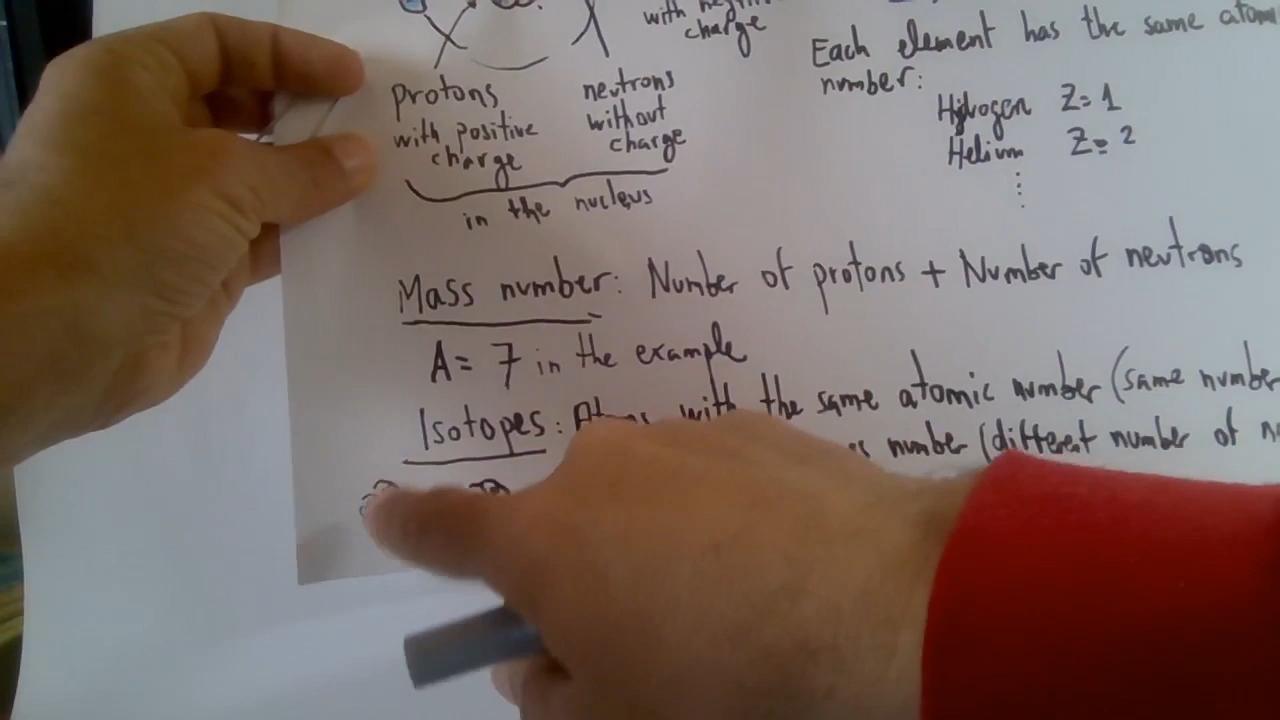 with
charge
Each element has the same
number:
protons
with positive
charge
neutrons
without
charge
Hydrogen Z=1
Helium Z=2
in the nucleus
Mass number: Number of protons + Number of neutrons
A= 7 in the example
Isotopes: Atoms with the same atomic number (same number
number (different number of